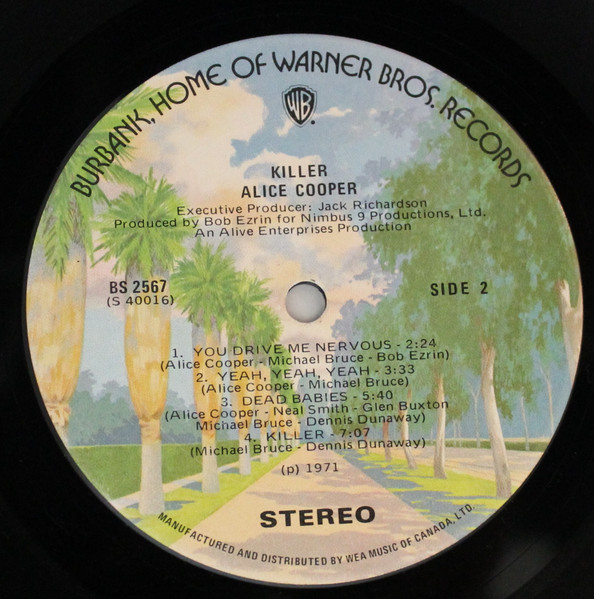 BURBANK, HOME OF WARNER BROS. RECORDS
WB
KILLER
ALICE COOPER
Executive Producer: Jack Richardson
Produced by Bob Ezrin for Nimbus 9 Productions, Ltd.
An Alive Enterprises Production
BS 2567
(S 40016)
SIDE 2
1. YOU DRIVE ME NERVOUS - 2:24
(Alice Cooper - Michael Bruce - Bob Ezrin)
2. YEAH, YEAH, YEAH - 3:33
(Alice Cooper - Michael Bruce)
3. DEAD BABIES - 5:40
(Alice Cooper - Neal Smith - Glen Buxton
Michael Bruce - Dennis Dunaway)
4. KILLER - 7:07
(Michael Bruce - Dennis Dunaway)
(p) 1971
STEREO
MANUFACTURED AND DISTRIBUTED BY WEA MUSIC OF CANADA, LTD.